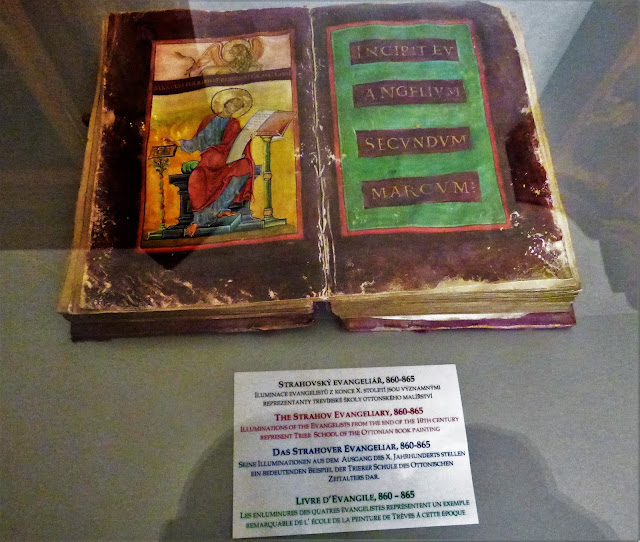 INCIPIT EV
ANGELIVM
SECVNDVM
MARCVM
STRAHOVSKÝ EVANGELIÁŘ, 860-865
ILUMINACE EVANGELISTŮ Z KONCE X. STOLETÍ JSOU VÝZNAMNÝMI
REPREZENTANTY TREVÍRSKÉ ŠKOLY OTTONSKÉHO MALÍŘSTVÍ
THE STRAHOV EVANGELIARY, 860-865
ILLUMINATIONS OF THE EVANGELISTS FROM THE END OF THE 10TH CENTURY
REPRESENT TRIER SCHOOL OF THE OTTONIAN BOOK PAINTING
DAS STRAHOVER EVANGELIAR, 860-865
SEINE ILLUMINATIONEN AUS DEM AUSGANG DES X. JAHRHUNDERTS STELLEN
EIN BEDEUTENDEN BEISPIEL DER TRIERER SCHULE DES OTTONISCHEN
ZEITALTERS DAR.
LIVRE D'EVANGILE, 860 – 865
LES ENLUMINURES DES QUATRES EVANGELISTES REPRÉSENTENT UN EXEMPLE
REMARQUABLE DE L' ÉCOLE DE LA PEINTURE DE TRÈVES À CETTE ÉPOQUE